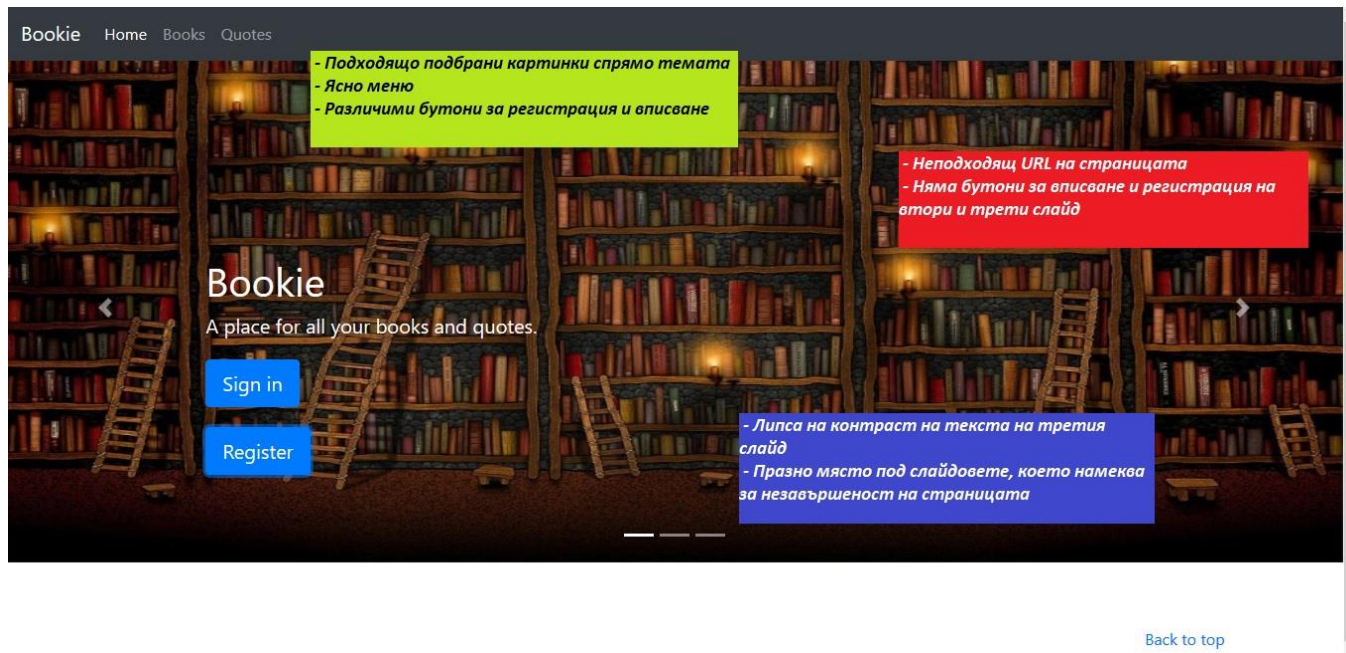 Bookie Home Books Quotes
- Подходящо подбрани картинки спрямо темата
- Ясно меню
- Различими бутони за регистрация и вписване
- Неподходящ URL на страницата
- Няма бутони за вписване и регистрация на
втори и трети слайд
Bookie
A place for all your books and quotes.
Sign in
Register
- Липса на контраст на текста на третия
слайд
- Празно място под слайдовете, което намеква
за незавършеност на страницата
Back to top